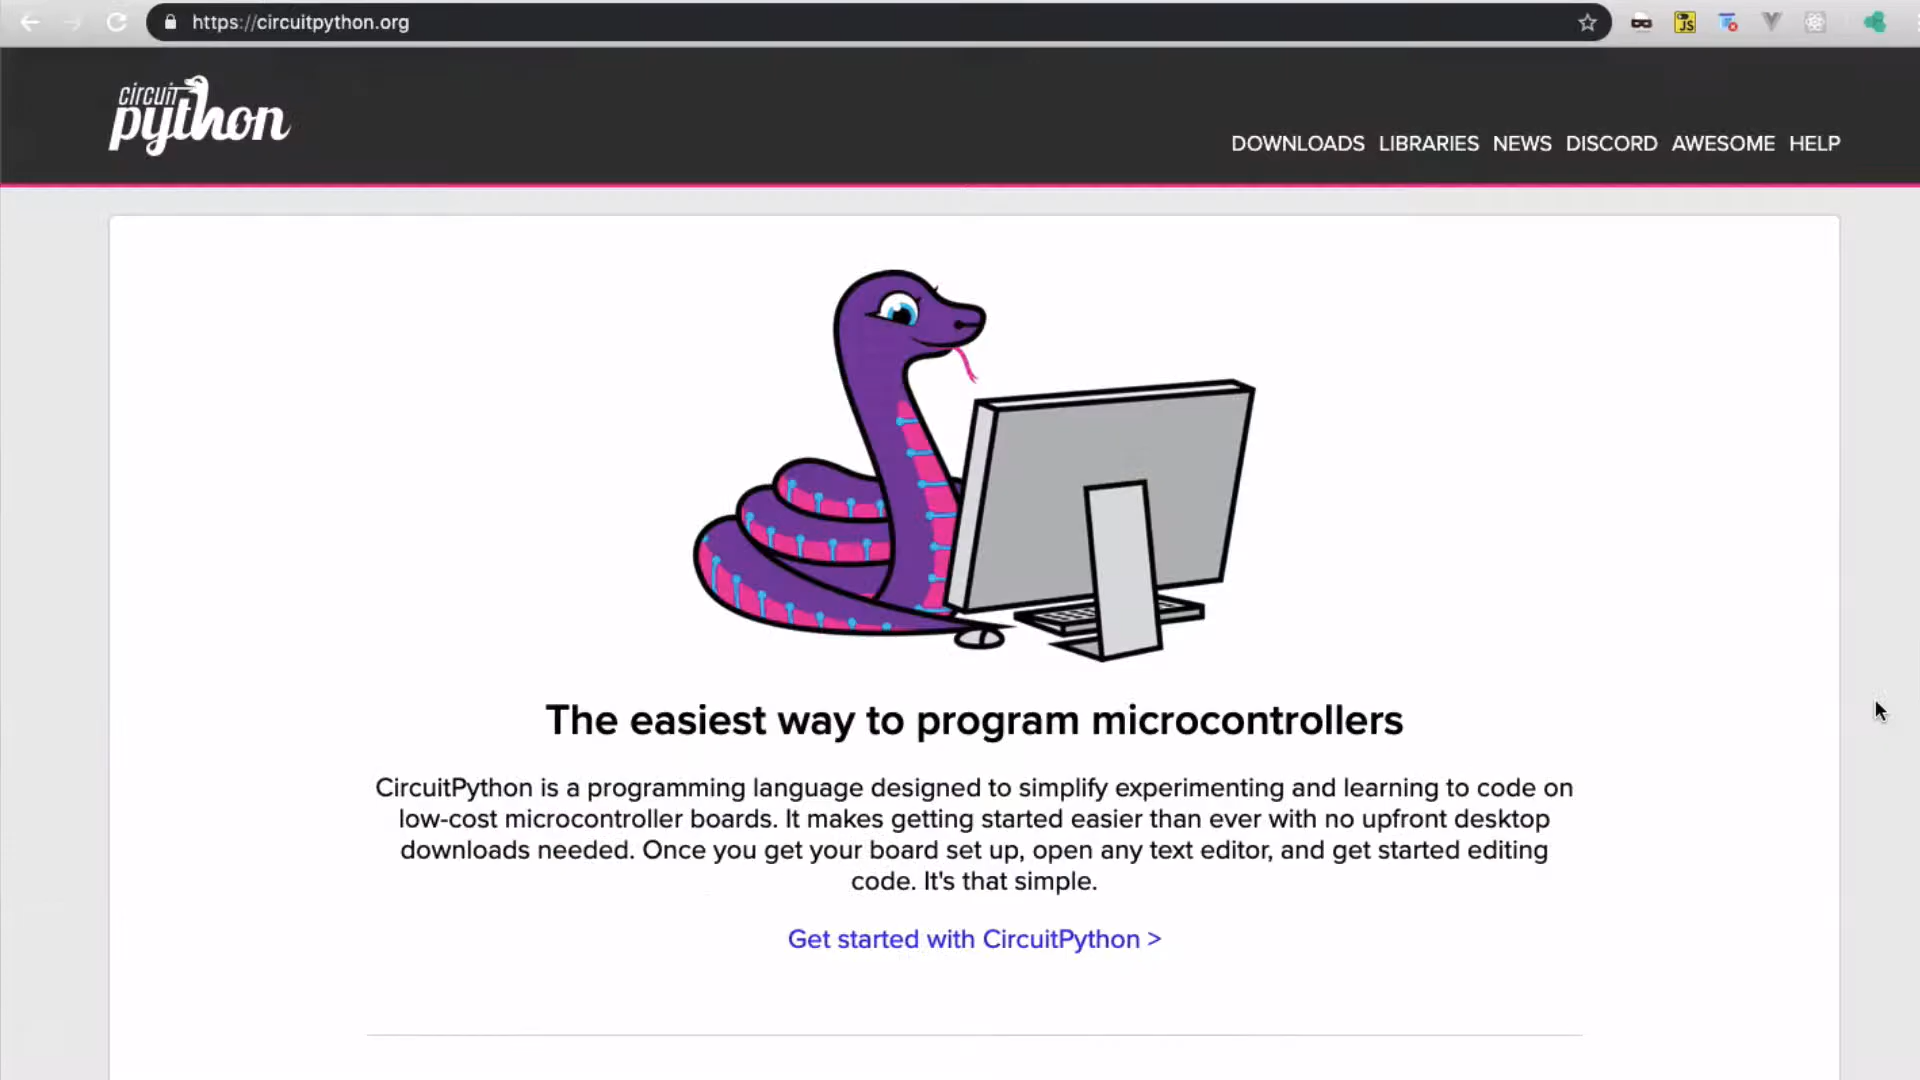 https://circuitpython.org
JS
circuit
python
DOWNLOADS LIBRARIES NEWS DISCORD AWESOME HELP
The easiest way to program microcontrollers
CircuitPython is a programming language designed to simplify experimenting and learning to code on
low-cost microcontroller boards. It makes getting started easier than ever with no upfront desktop
downloads needed. Once you get your board set up, open any text editor, and get started editing
code. It's that simple.
Get started with CircuitPython >